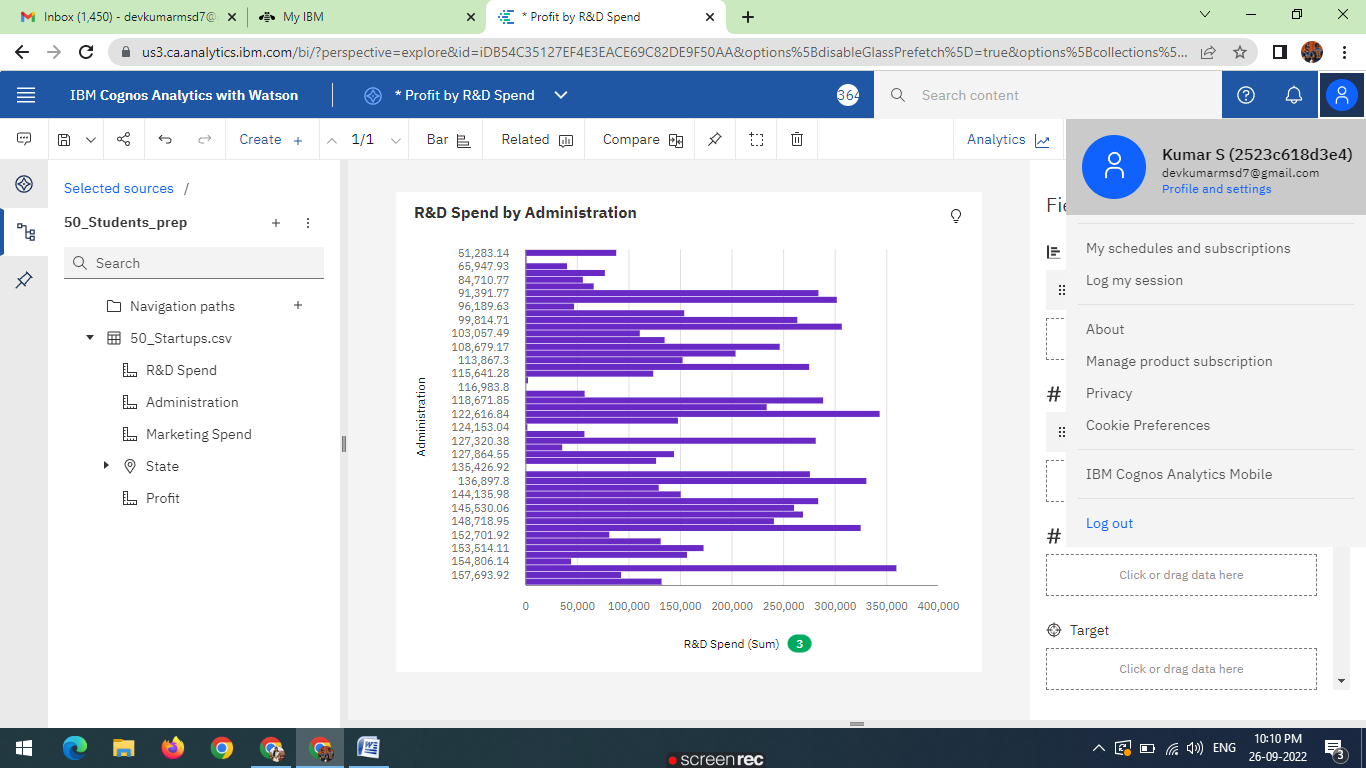 Inbox (1,450) - devkumarmsd7@
My IBM
* Profit by R&D Spend
us3.ca.analytics.ibm.com/bi/?perspective=explore&id=iDB54C35127EF4E3EACE69C82DE9F50AA&options%5BdisableGlassPrefetch%5D=true&options%5Bcollections%5...
IBM Cognos Analytics with Watson
* Profit by R&D Spend
364
Search content
Create +
1/1
Bar
Related
Compare
Analytics
Kumar S (2523c618d3e4)
devkumarmsd7@gmail.com
Profile and settings
My schedules and subscriptions
Log my session
About
Manage product subscription
Privacy
Cookie Preferences
IBM Cognos Analytics Mobile
Log out
Selected sources /
50_Students_prep
Search
Navigation paths
50_Startups.csv
R&D Spend
Administration
Marketing Spend
State
Profit
R&D Spend by Administration
Administration
51,283.14
65,947.93
84,710.77
91,391.77
96,189.63
99,814.71
103,057.49
108,679.17
113,867.3
115,641.28
116,983.8
118,671.85
122,616.84
124,153.04
127,320.38
127,864.55
135,426.92
136,897.8
144,135.98
145,530.06
148,718.95
152,701.92
153,514.11
154,806.14
157,693.92
0 50,000 100,000 150,000 200,000 250,000 300,000 350,000 400,000
R&D Spend (Sum) 3
Fie
#
#
Click or drag data here
Target
Click or drag data here
ENG
10:10 PM
26-09-2022
3
screenrec